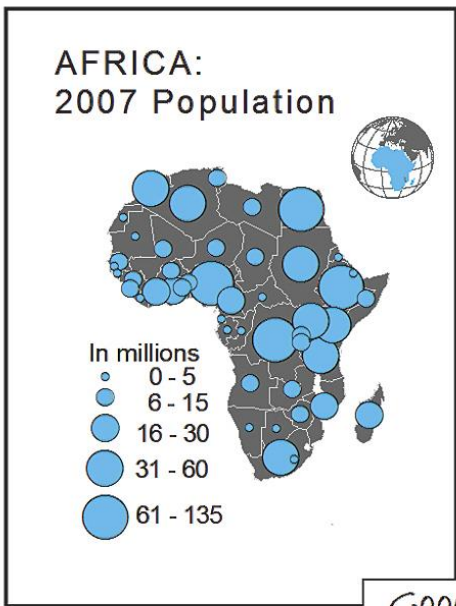 AFRICA:
2007 Population
In millions
0 - 5
6 - 15
16 - 30
31 - 60
61 - 135